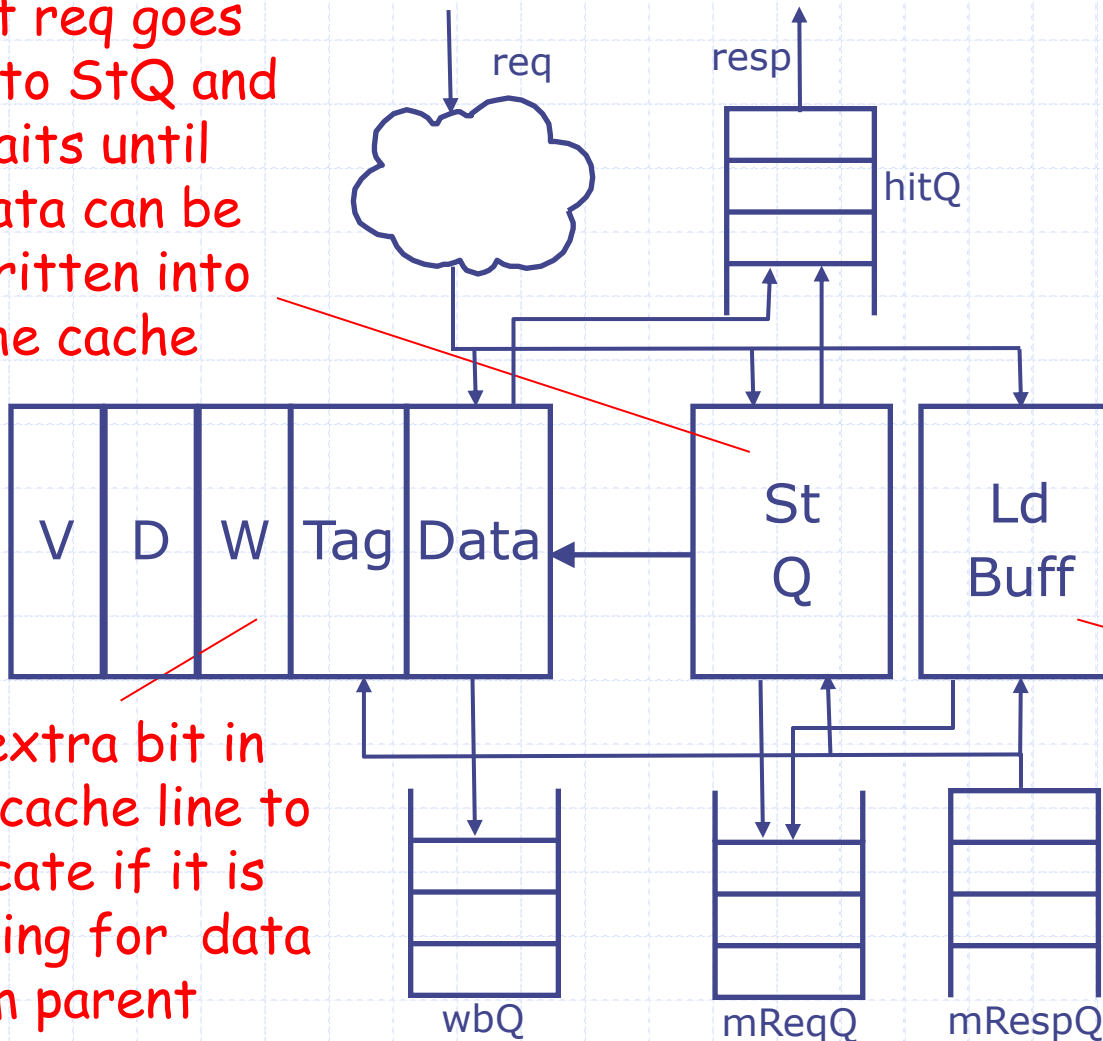 t req goes
to StQ and
aits until
ata can be
ritten into
he cache
req
resp
hitQ
V
D
W
Tag
Data
St
Q
Ld
Buff
extra bit in
cache line to
cate if it is
ing for data
m parent
wbQ
mReqQ
mRespQ